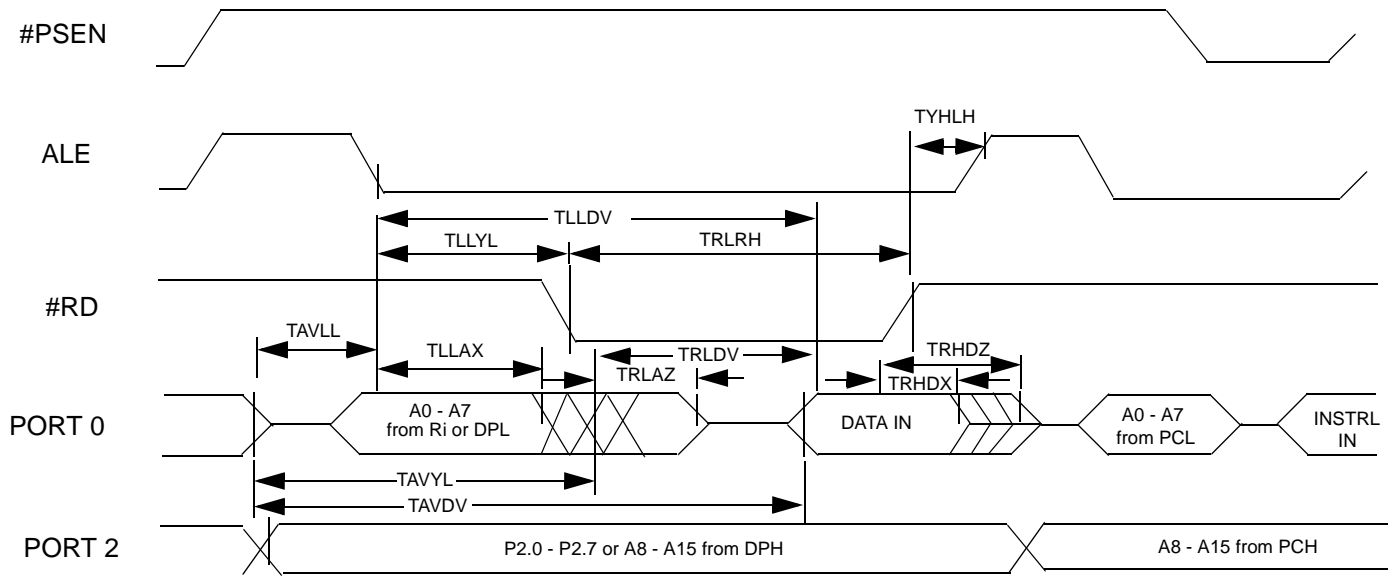 #PSEN
TYHLH
ALE
TLLDV
TLLYL
TRLRH
#RD
TAVLL
TLLAX
TRLDV
TRHDZ
TRLAZ
TRHDX
PORT 0
A0 - A7
from Ri or DPL
DATA IN
A0 - A7
from PCL
INSTRL
IN
TAVYL
TAVDV
PORT 2
P2.0 - P2.7 or A8 - A15 from DPH
A8 - A15 from PCH